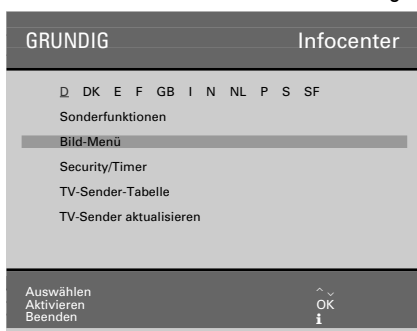 GRUNDIG Infocenter
D DK E F GB I N NL P S SF
Sonderfunktionen
Bild-Menü
Security/Timer
TV-Sender-Tabelle
TV-Sender aktualisieren
Auswählen
Aktivieren OK
Beenden i